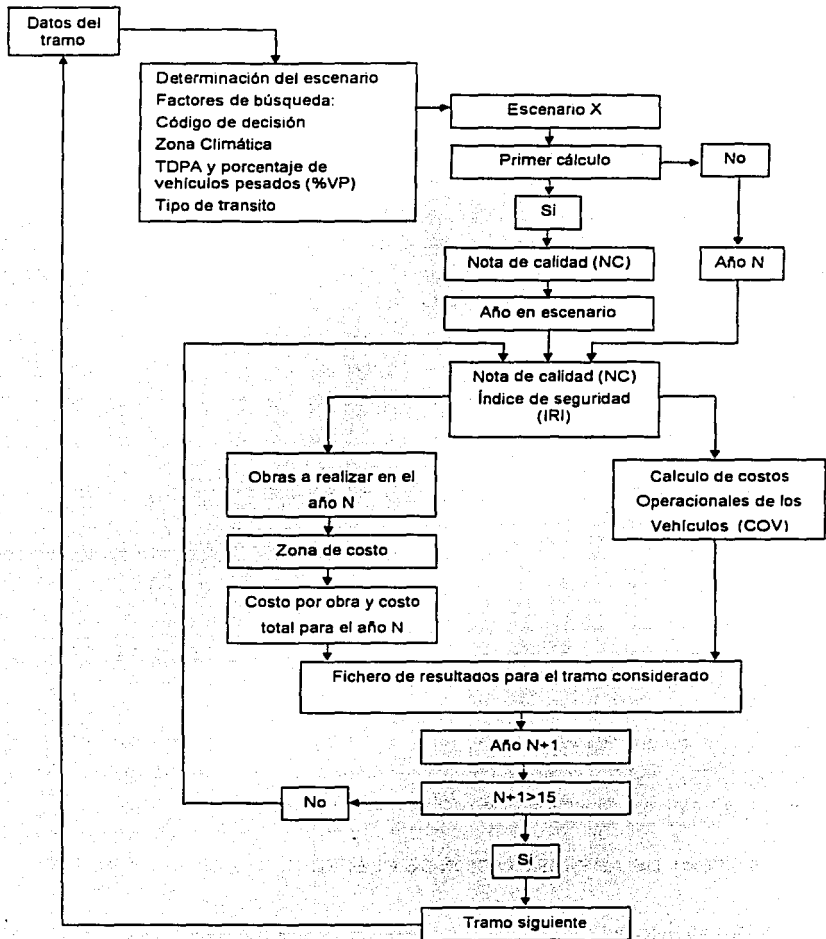 Datos del
tramo
Determinación del escenario
Factores de búsqueda:
Código de decisión
Zona Climática
TDPA y porcentaje de
vehículos pesados (%VP)
Tipo de transito
Escenario X
Primer cálculo
No
Si
Nota de calidad (NC)
Año N
Año en escenario
Nota de calidad (NC)
Índice de seguridad
(IRI)
Obras a realizar en el
año N
Calculo de costos
Operacionales de los
Vehículos (COV)
Zona de costo
Costo por obra y costo
total para el año N
Fichero de resultados para el tramo considerado
Año N+1
No
N+1>15
Si
Tramo siguiente